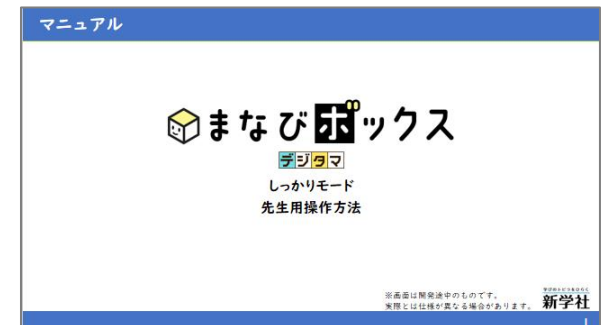 マニュアル
まなびボックス
デジタマ
しっかりモード
先生用操作方法
※画面は開発途中のものです。
実際とは仕様が異なる場合があります。
新学社
1